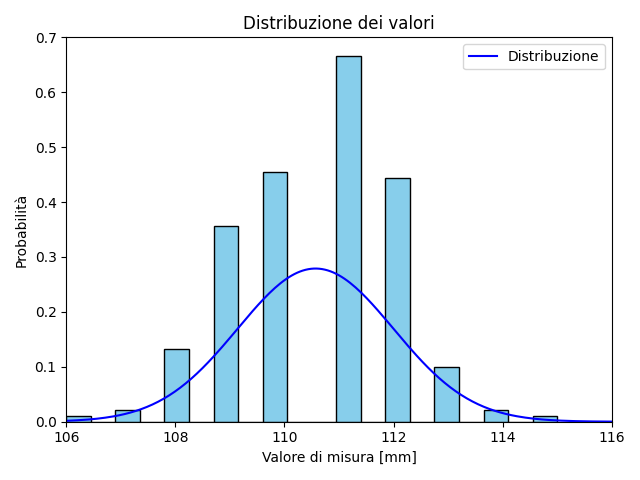 Distribuzione dei valori
Distribuzione
Probabilità
0.7
0.6
0.5
0.4
0.3
0.2
0.1
0.0
106 108 110 112 114 116
Valore di misura [mm]